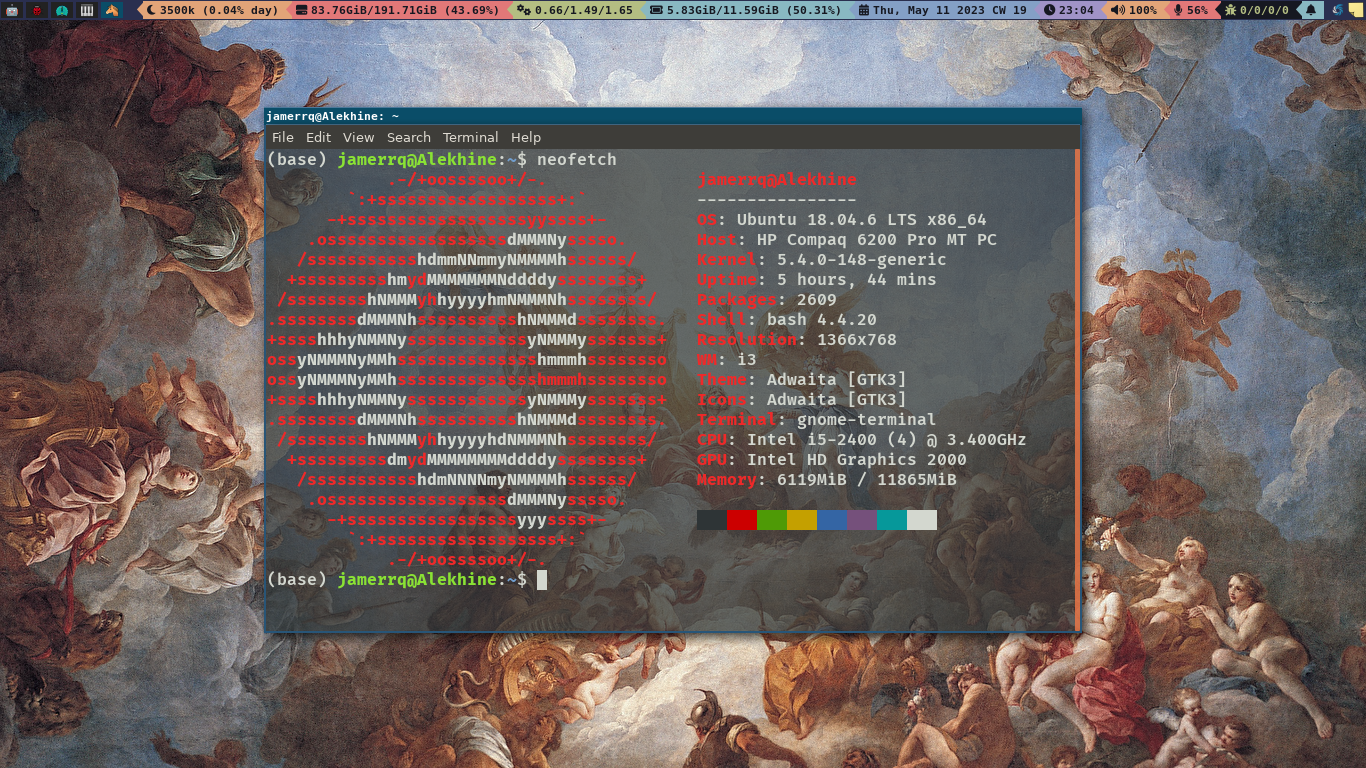 3500k (0.04% day) 83.76GiB/191.71GiB (43.69%) 0.66/1.49/1.65 5.83GiB/11.59GiB (50.31%) Thu, May 11 2023 CW 19 23:04 100% 56% 0/0/0/0
jamerrq@Alekhine: ~
File Edit View Search Terminal Help
(base) jamerrq@Alekhine:~$ neofetch
.-/+oossssoo+/-. jamerrq@Alekhine
`:+ssssssssssssssssss+:` ----------------
-+ssssssssssssssssssyyssss+- OS: Ubuntu 18.04.6 LTS x86_64
.ossssssssssssssssssdMMMNysssso. Host: HP Compaq 6200 Pro MT PC
/ssssssssssshdmmNNmmyNMMMMhssssss/ Kernel: 5.4.0-148-generic
+ssssssssshmydMMMMMMMNddddyssssssss+ Uptime: 5 hours, 44 mins
/sssssssshNMMMyhhyyyyhmNMMMNhssssssss/ Packages: 2609
.ssssssssdMMMNhsssssssssshNMMMdssssssss. Shell: bash 4.4.20
+sssshhhyNMMNyssssssssssssyNMMMysssssss+ Resolution: 1366x768
ossyNMMMNyMMhsssssssssssssshmmmhssssssso WM: i3
ossyNMMMNyMMhsssssssssssssshmmmhssssssso Theme: Adwaita [GTK3]
+sssshhhyNMMNyssssssssssssyNMMMysssssss+ Icons: Adwaita [GTK3]
.ssssssssdMMMNhsssssssssshNMMMdssssssss. Terminal: gnome-terminal
/sssssssshNMMMyhhyyyyhdNMMMNhssssssss/ CPU: Intel i5-2400 (4) @ 3.400GHz
+sssssssssdmydMMMMMMMMddddyssssssss+ GPU: Intel HD Graphics 2000
/ssssssssssshdmNNNNmyNMMMMhssssss/ Memory: 6119MiB / 11865MiB
.ossssssssssssssssssdMMMNysssso.
-+sssssssssssssssssyyyssss+-
`:+ssssssssssssssssss+:`
.-/+oossssoo+/-.
(base) jamerrq@Alekhine:~$